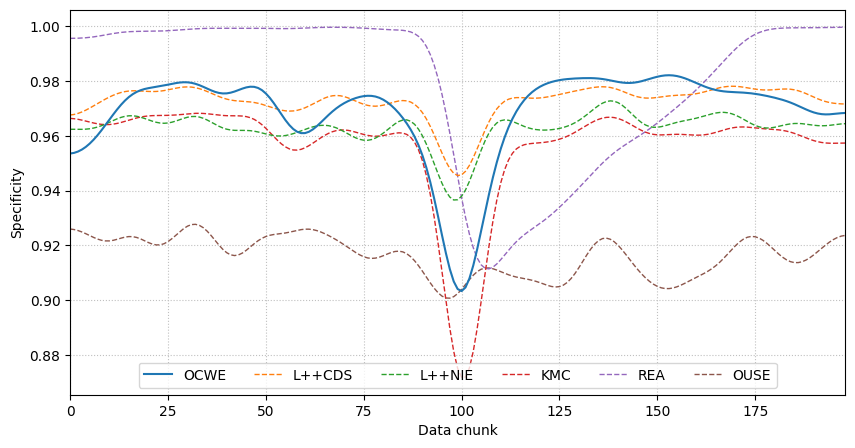 1.00
0.98
0.96
0.94
0.92
0.90
0.88
Specificity
OCWE L++CDS L++NIE KMC REA OUSE
0 25 50 75 100 125 150 175
Data chunk